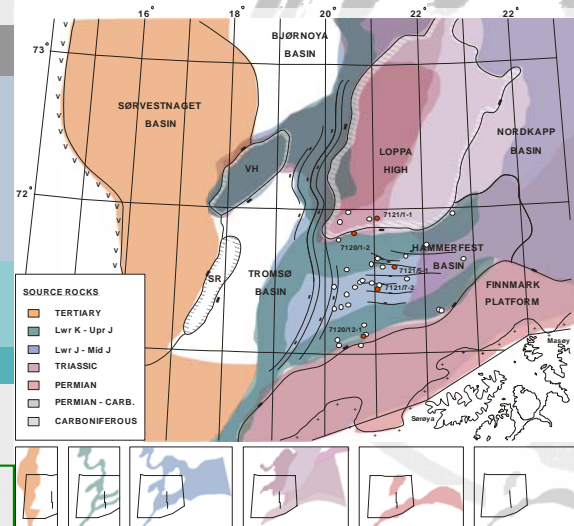 16° 18° 20° 22° 22°
73°
BJØRNOYA
BASIN
SØRVESTNAGET
BASIN
NORDKAPP
BASIN
LOPPA
HIGH
VH
72°
7121/1-1
7120/1-2
HAMMERFEST
BASIN
7121/5-1
SR
TROMSØ
BASIN
7121/7-2
FINNMARK
PLATFORM
7120/12-1
Masøy
Sørøya
SOURCE ROCKS
TERTIARY
Lwr K - Upr J
Lwr J - Mid J
TRIASSIC
PERMIAN
PERMIAN - CARB.
CARBONIFEROUS